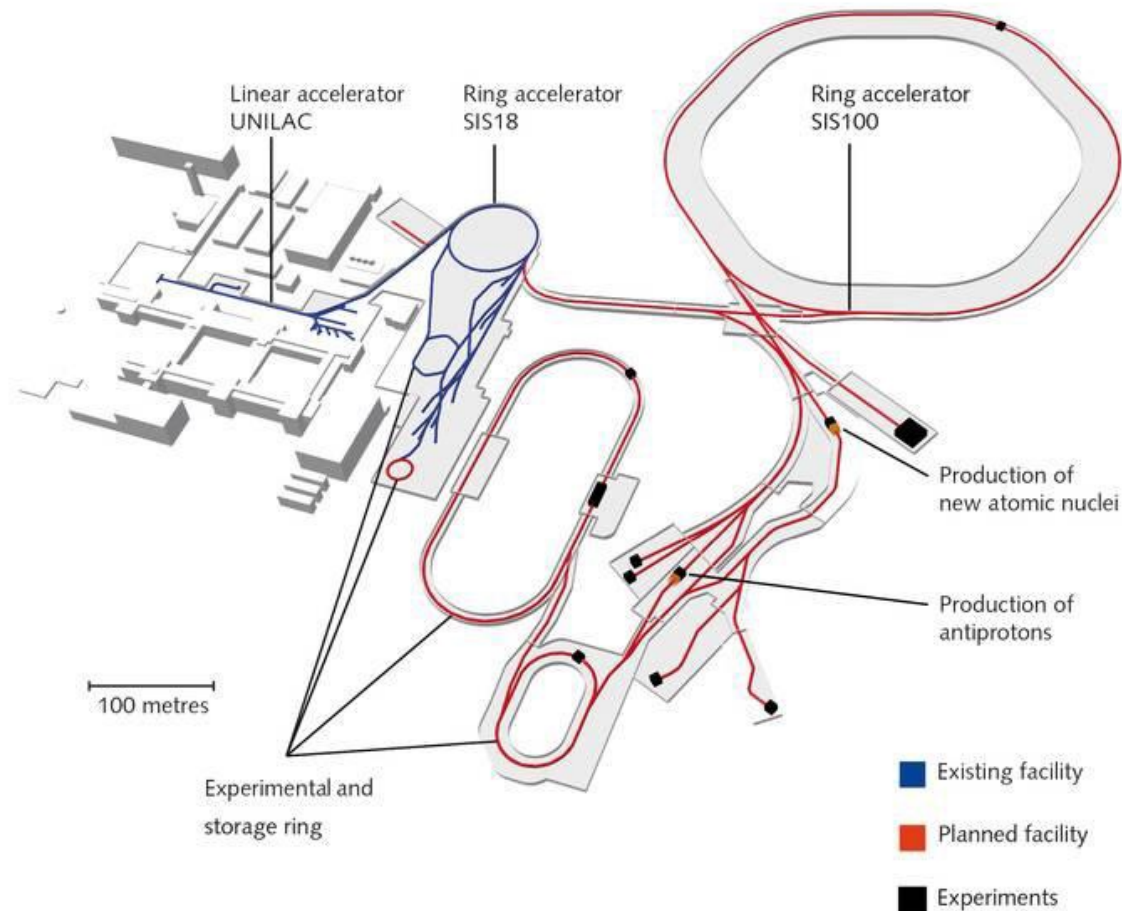 Linear accelerator
UNILAC
Ring accelerator
SIS18
Ring accelerator
SIS100
Production of
new atomic nuclei
Production of
antiprotons
100 metres
Experimental and
storage ring
Existing facility
Planned facility
Experiments